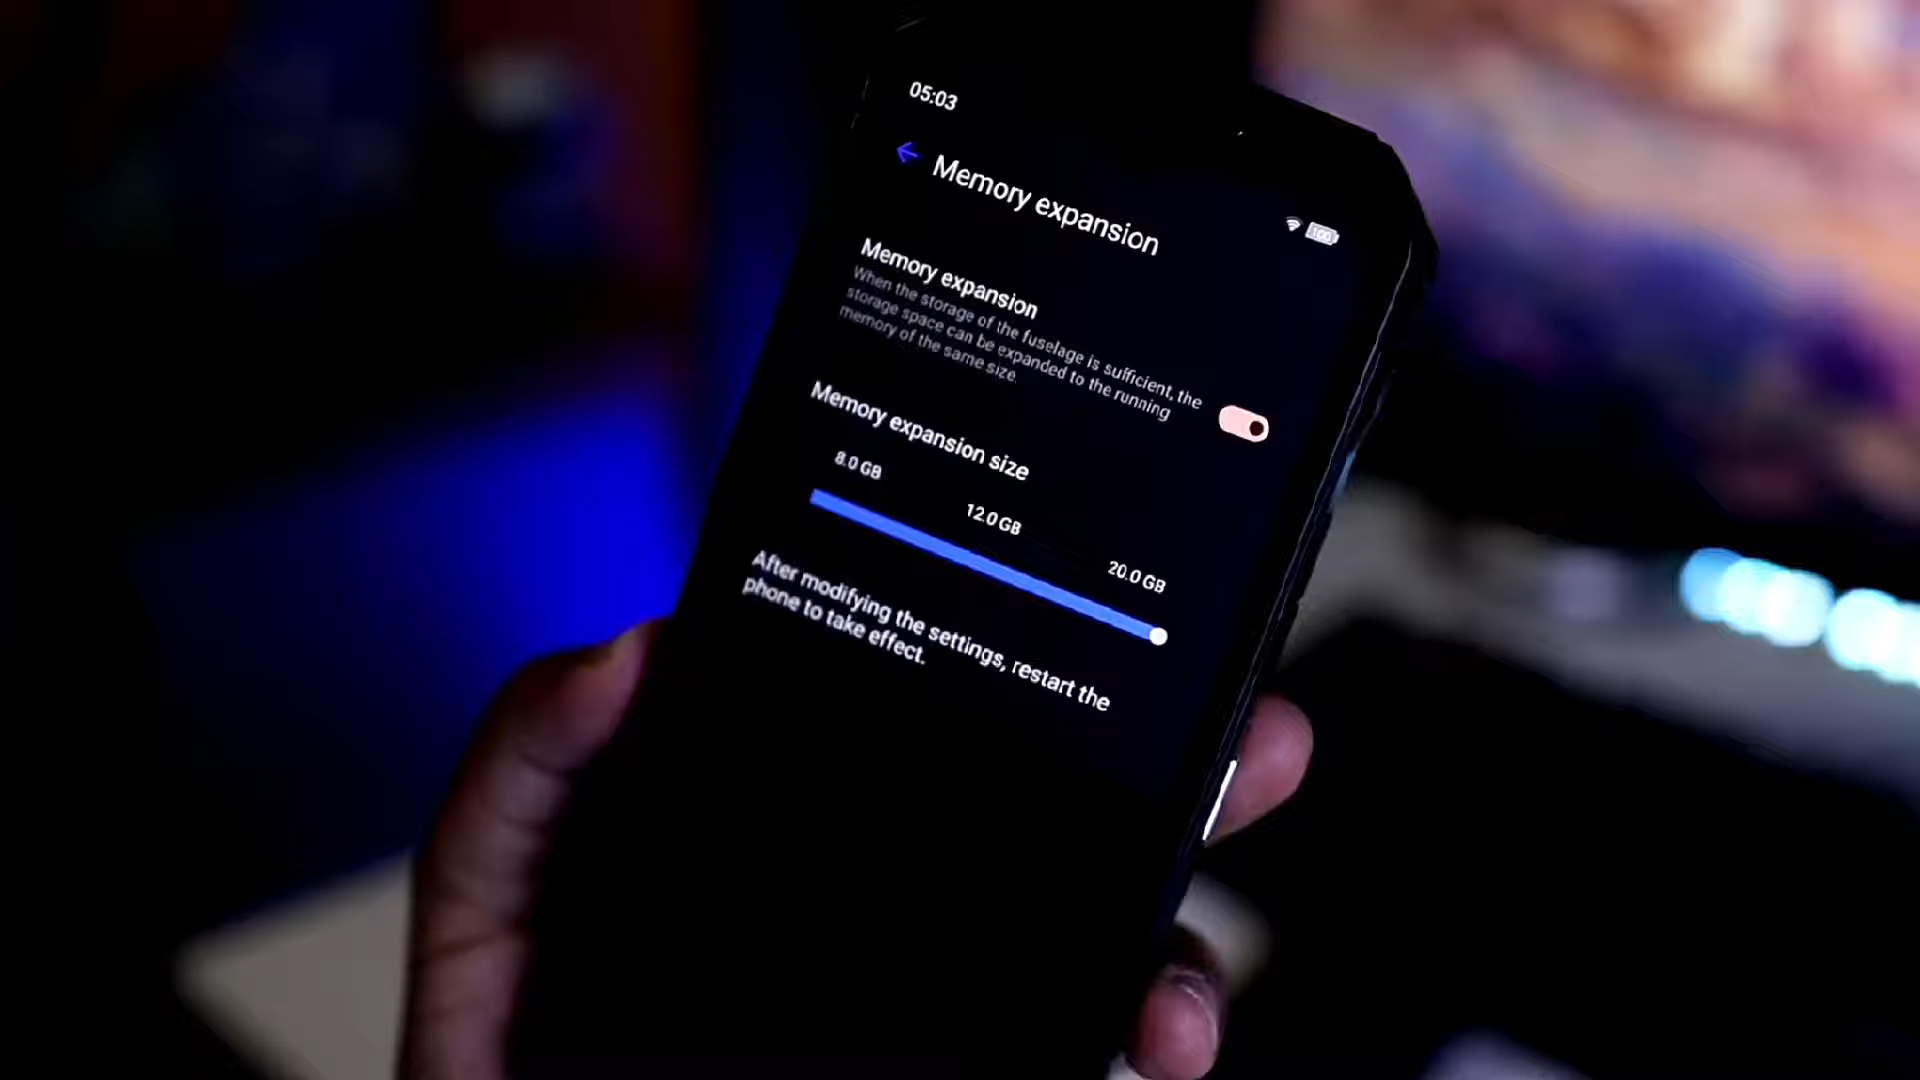 05:03
100
Memory expansion
Memory expansion
When the storage of the fuselage is sufficient, the
storage space can be expanded to the running
memory of the same size.
Memory expansion size
8.0 GB
12.0 GB
20.0 GB
After modifying the settings, restart the
phone to take effect.